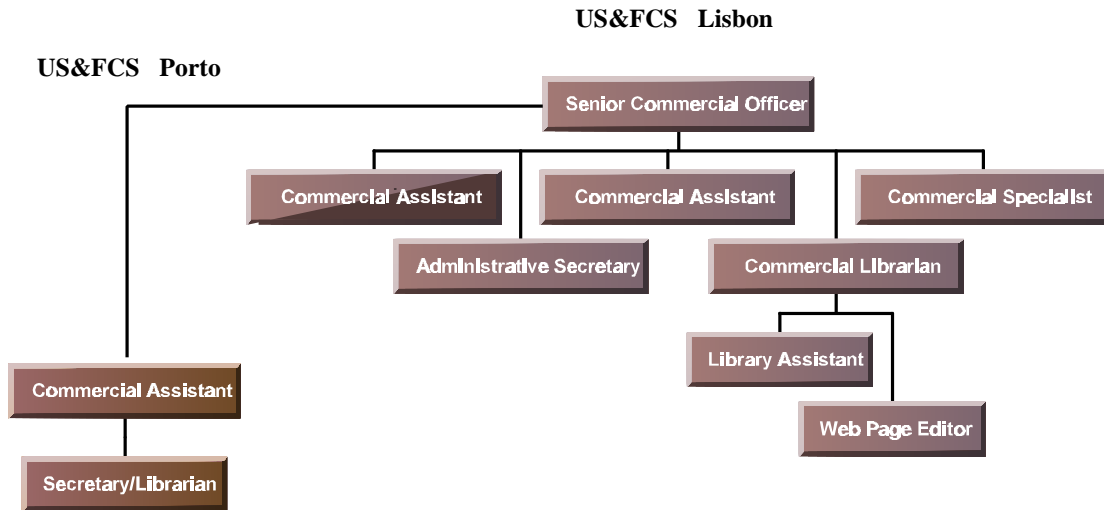 US&FCS Lisbon
US&FCS Porto
Senior Commercial Officer
Commercial Assistant
Commercial Assistant
Commercial Specialist
Administrative Secretary
Commercial Librarian
Library Assistant
Commercial Assistant
Web Page Editor
Secretary/Librarian